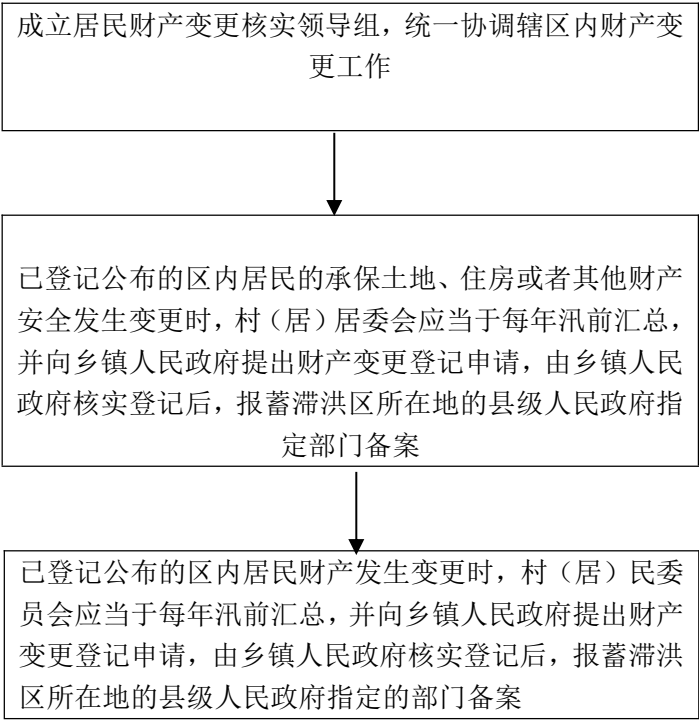 成立居民财产变更核实领导组，统一协调辖区内财产变
更工作
已登记公布的区内居民的承保土地、住房或者其他财产
安全发生变更时，村（居）居委会应当于每年汛前汇总，
并向乡镇人民政府提出财产变更登记申请，由乡镇人民
政府核实登记后，报蓄滞洪区所在地的县级人民政府指
定部门备案
已登记公布的区内居民财产发生变更时，村（居）民委
员会应当于每年汛前汇总，并向乡镇人民政府提出财产
变更登记申请，由乡镇人民政府核实登记后，报蓄滞洪
区所在地的县级人民政府指定的部门备案